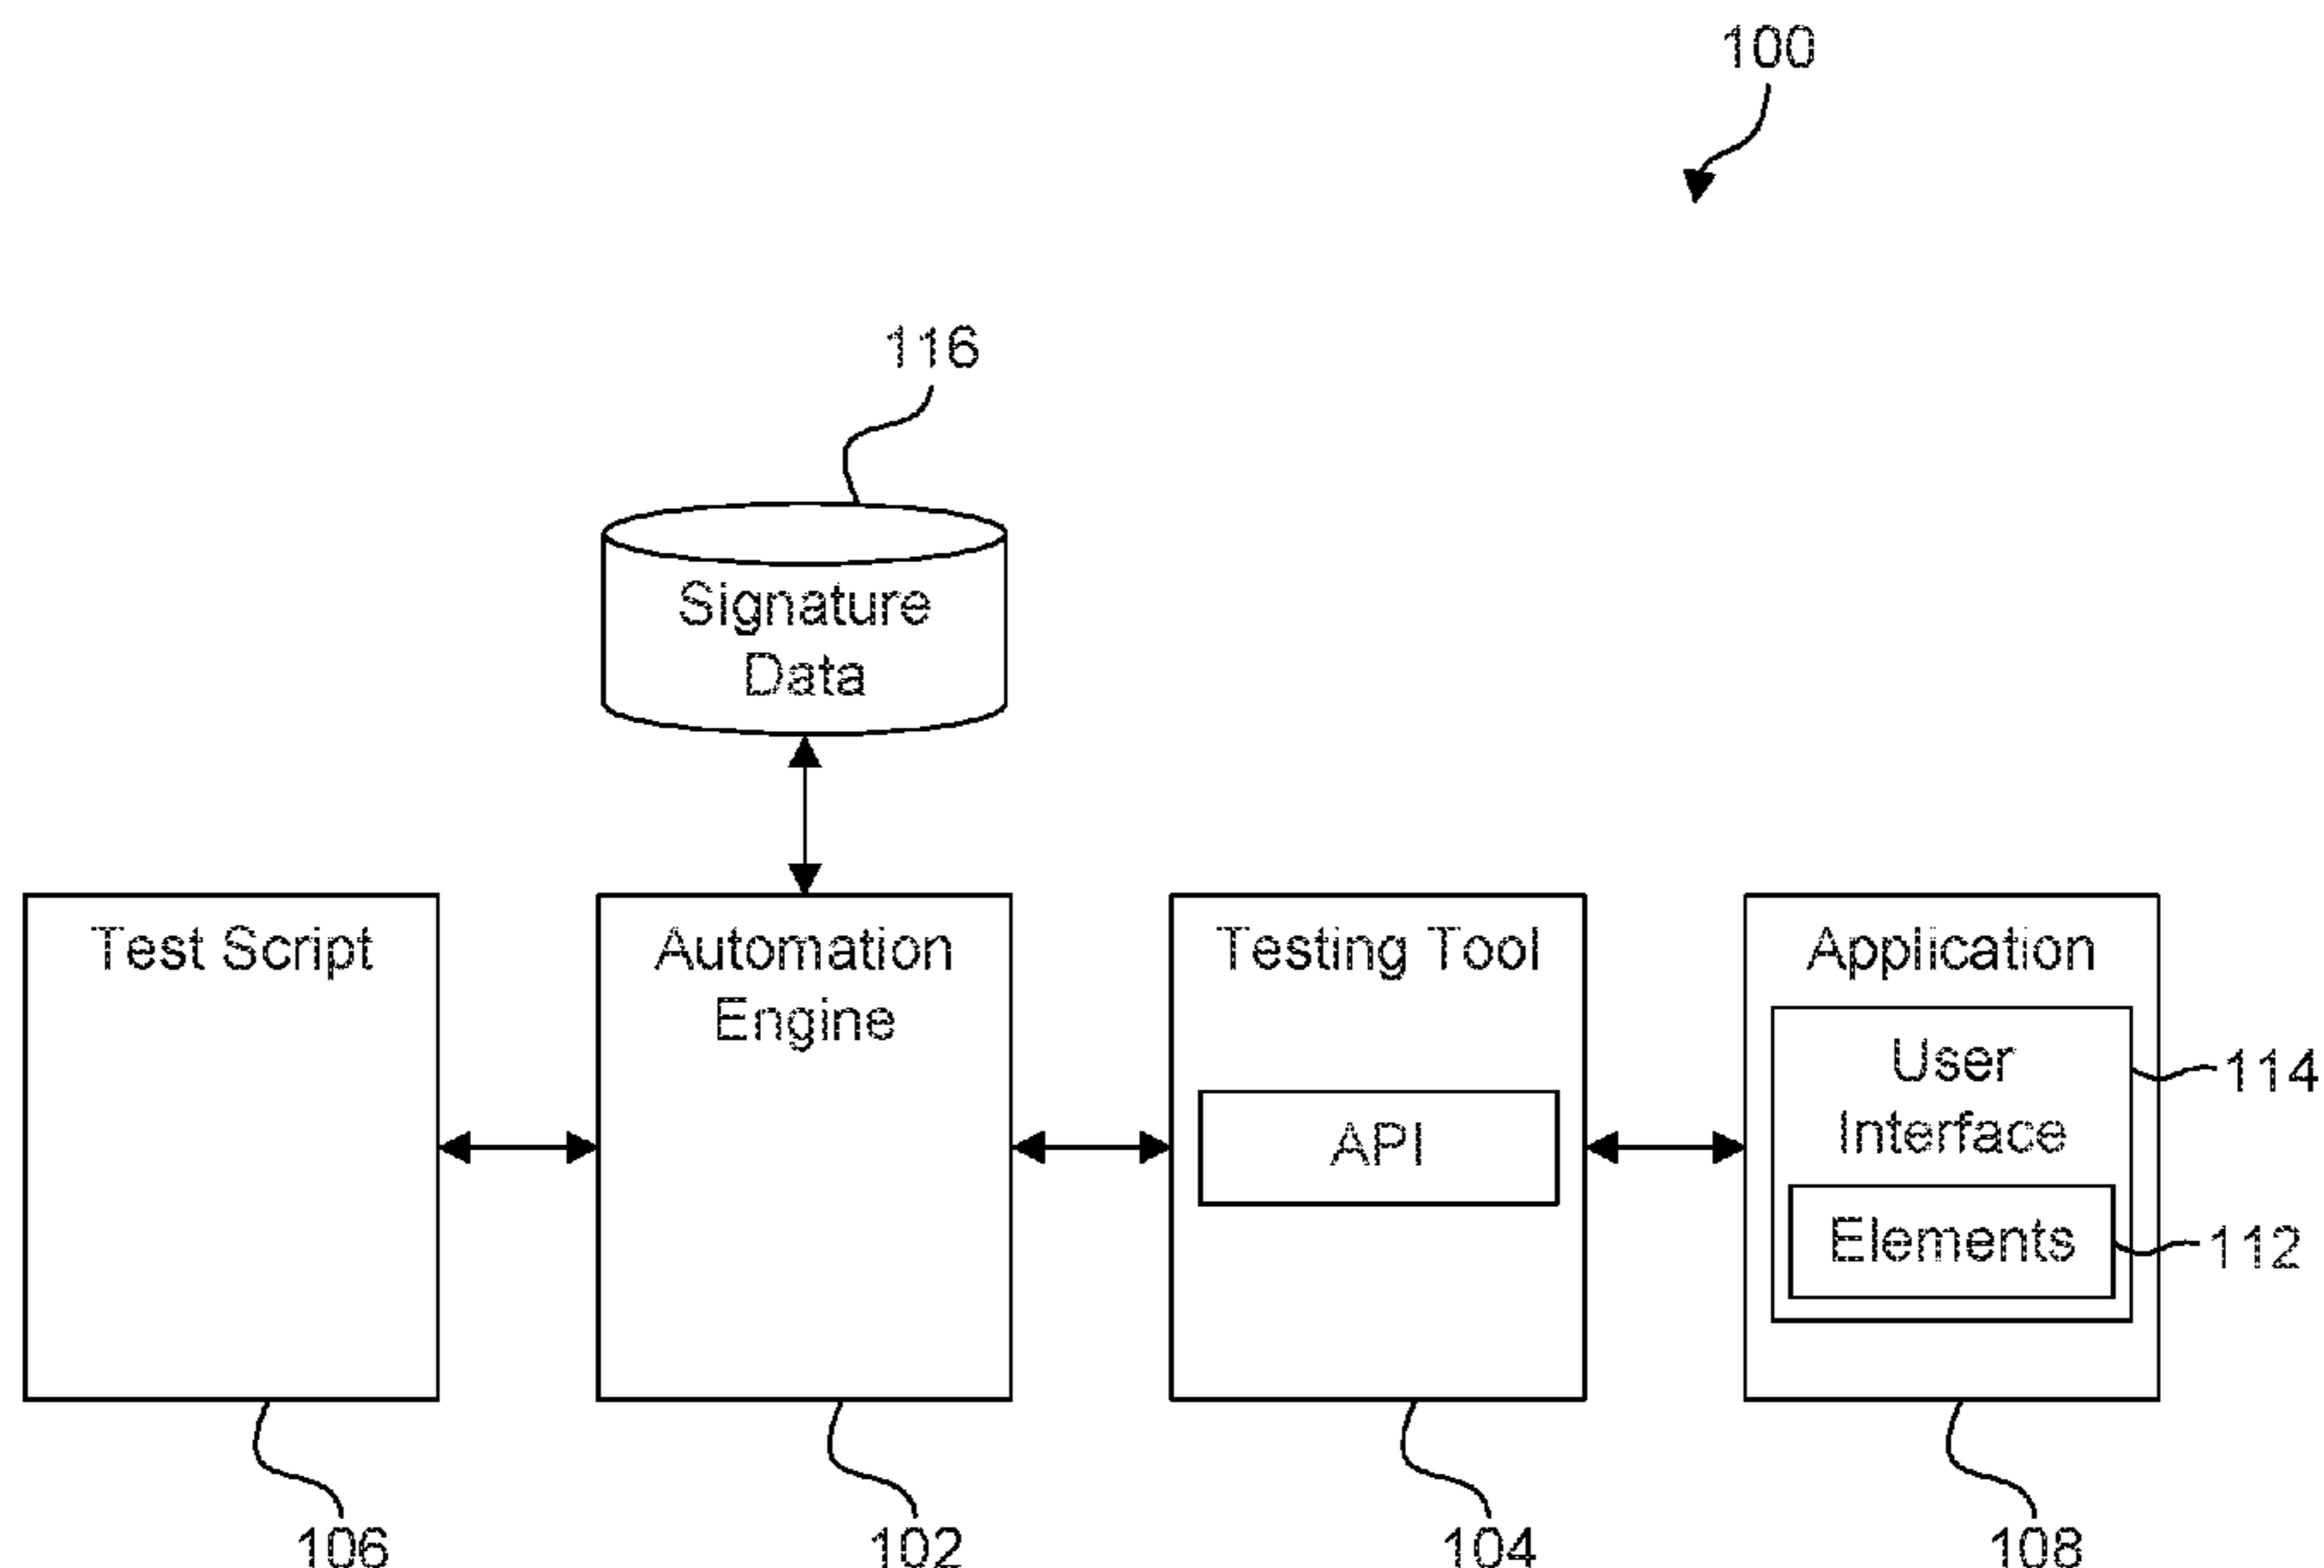 100
116
Signature
Data
Test Script
Automation
Engine
Testing Tool
API
Application
User
Interface
Elements
114
112
106
102
104
108